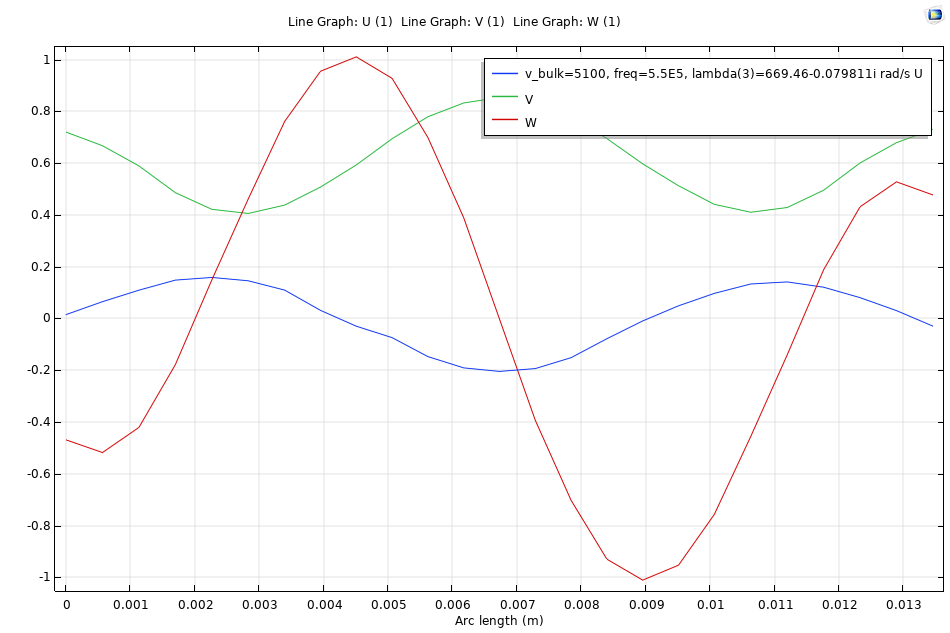 Line Graph: U (1) Line Graph: V (1) Line Graph: W (1)
v_bulk=5100, freq=5.5E5, lambda(3)=669.46-0.079811i rad/s U
V
W
1
0.8
0.6
0.4
0.2
0
-0.2
-0.4
-0.6
-0.8
-1
0 0.001 0.002 0.003 0.004 0.005 0.006 0.007 0.008 0.009 0.01 0.011 0.012 0.013
Arc length (m)